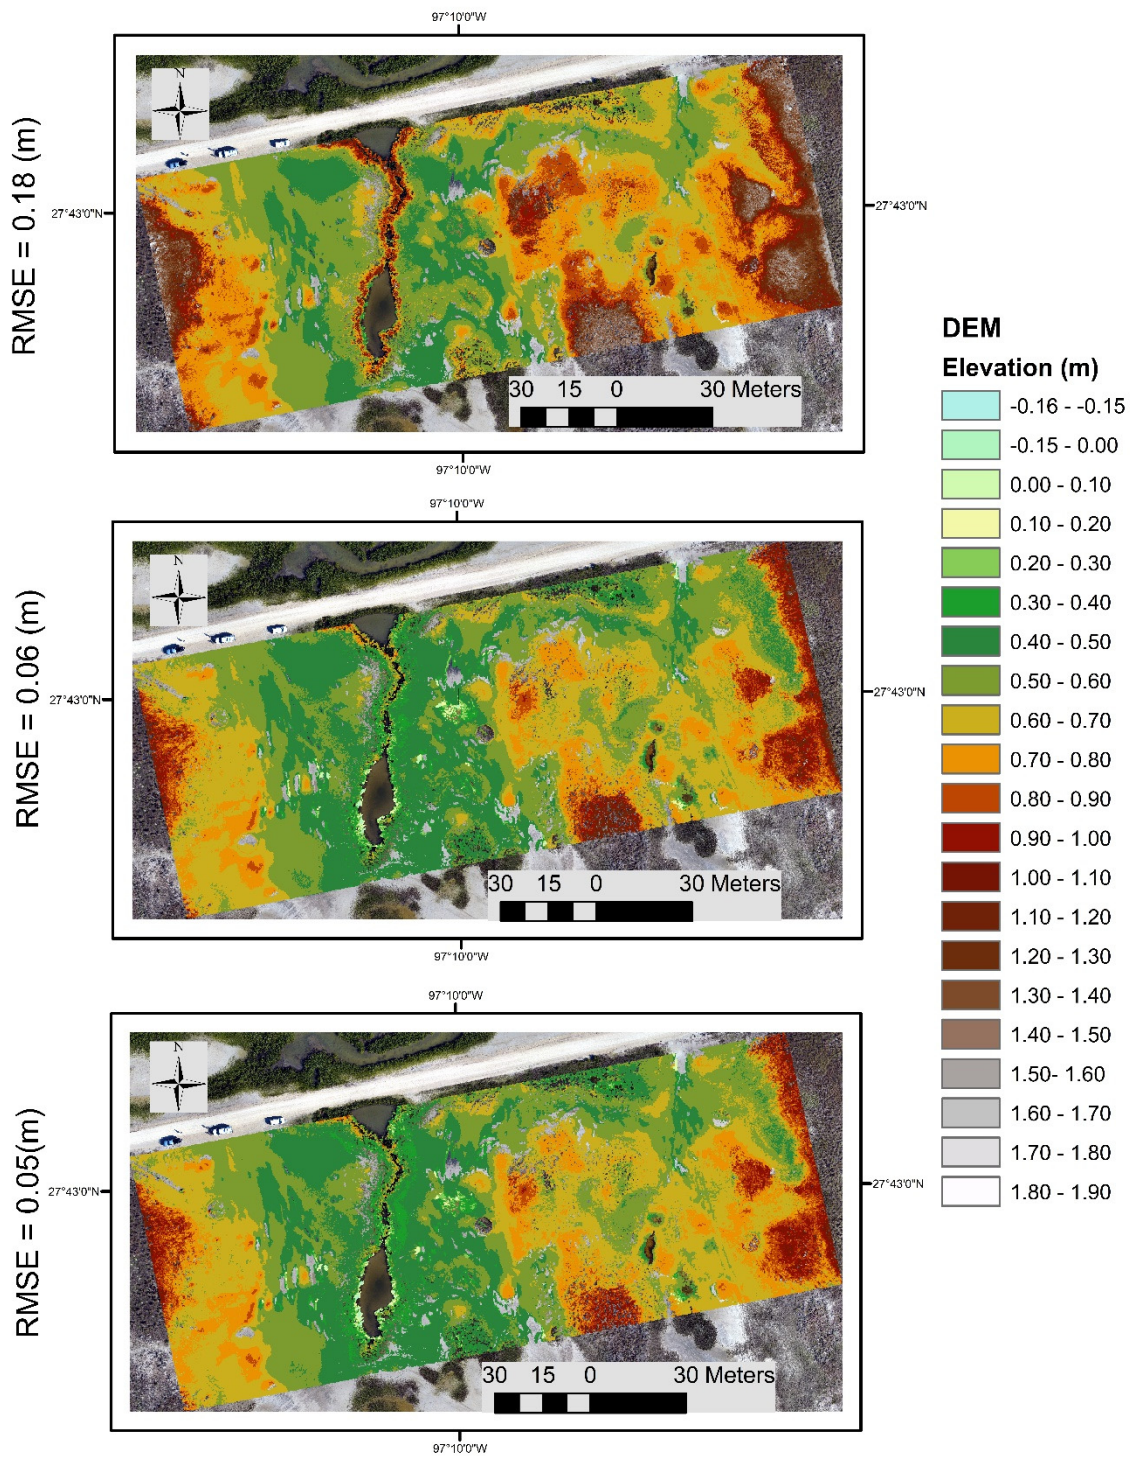 97°10'0"W
N
RMSE = 0.18 (m)
27°43'0"N
27°43'0"N
30 15 0 30 Meters
97°10'0"W
97°10'0"W
N
RMSE = 0.06 (m)
27°43'0"N
27°43'0"N
30 15 0 30 Meters
97°10'0"W
97°10'0"W
N
RMSE = 0.05(m)
27°43'0"N
27°43'0"N
30 15 0 30 Meters
97°10'0"W
DEM
Elevation (m)
-0.16 - -0.15
-0.15 - 0.00
0.00 - 0.10
0.10 - 0.20
0.20 - 0.30
0.30 - 0.40
0.40 - 0.50
0.50 - 0.60
0.60 - 0.70
0.70 - 0.80
0.80 - 0.90
0.90 - 1.00
1.00 - 1.10
1.10 - 1.20
1.20 - 1.30
1.30 - 1.40
1.40 - 1.50
1.50- 1.60
1.60 - 1.70
1.70 - 1.80
1.80 - 1.90